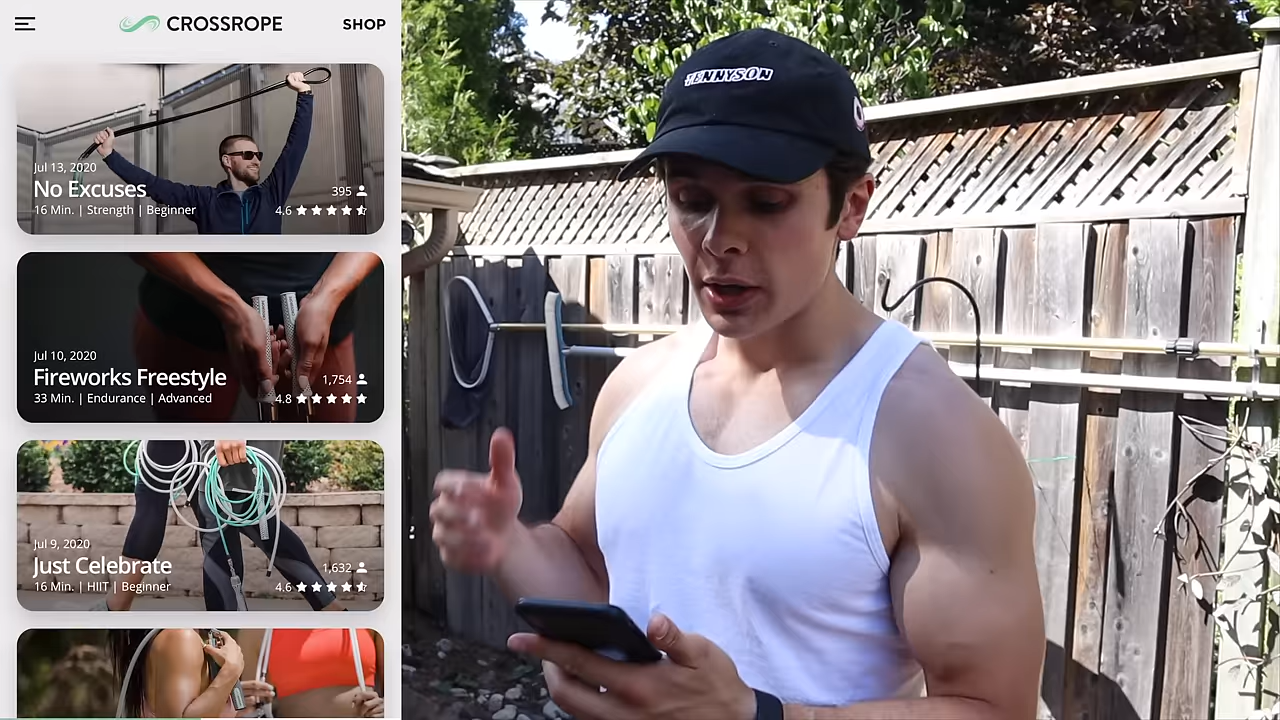 CROSSROPE
SHOP
Jul 13, 2020
No Excuses
395
16 Min. | Strength | Beginner
4.6
Jul 10, 2020
Fireworks Freestyle
1,754
33 Min. | Endurance | Advanced
4.8
Jul 9, 2020
Just Celebrate
1,632
16 Min. | HIIT | Beginner
4.6
TENNYSON